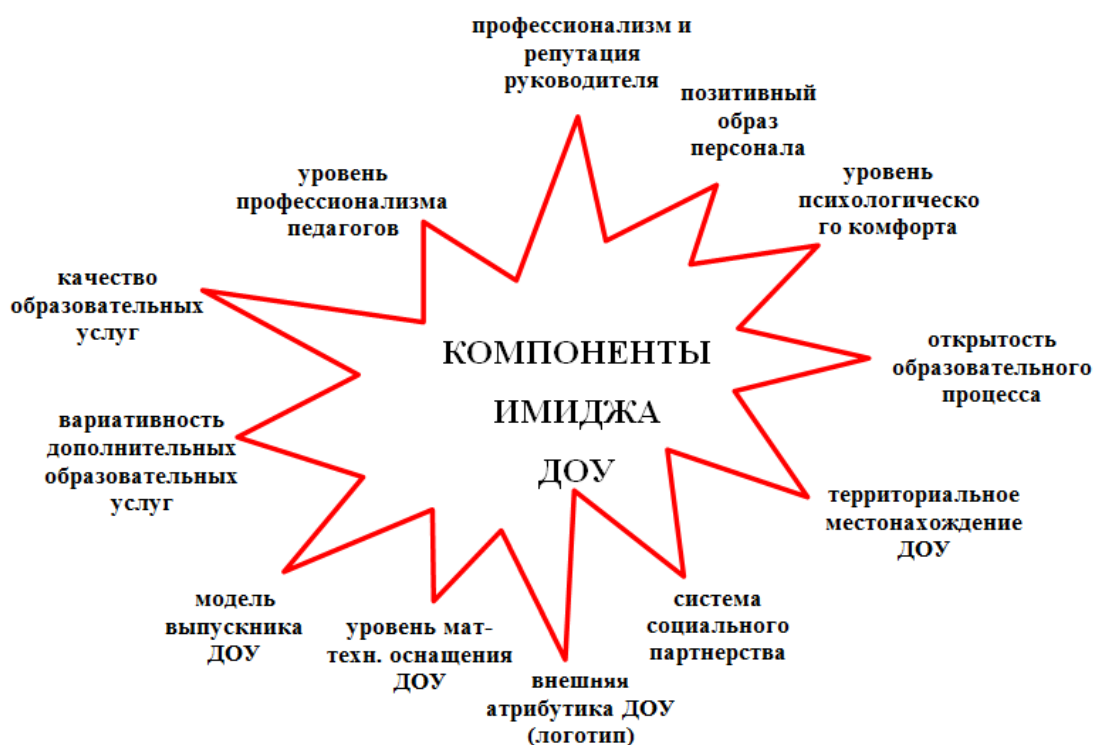 профессионализм и
репутация
руководителя
позитивный
образ
персонала
уровень
психологическо
го комфорта
открытость
образовательного
процесса
территориальное
местонахождение
ДОУ
система
социального
партнерства
внешняя
атрибутика ДОУ
(логотип)
уровень мат-
техн. оснащения
ДОУ
модель
выпускника
ДОУ
вариативность
дополнительных
образовательных
услуг
качество
образовательных
услуг
уровень
профессионализма
педагогов
КОМПОНЕНТЫ
ИМИДЖА
ДОУ